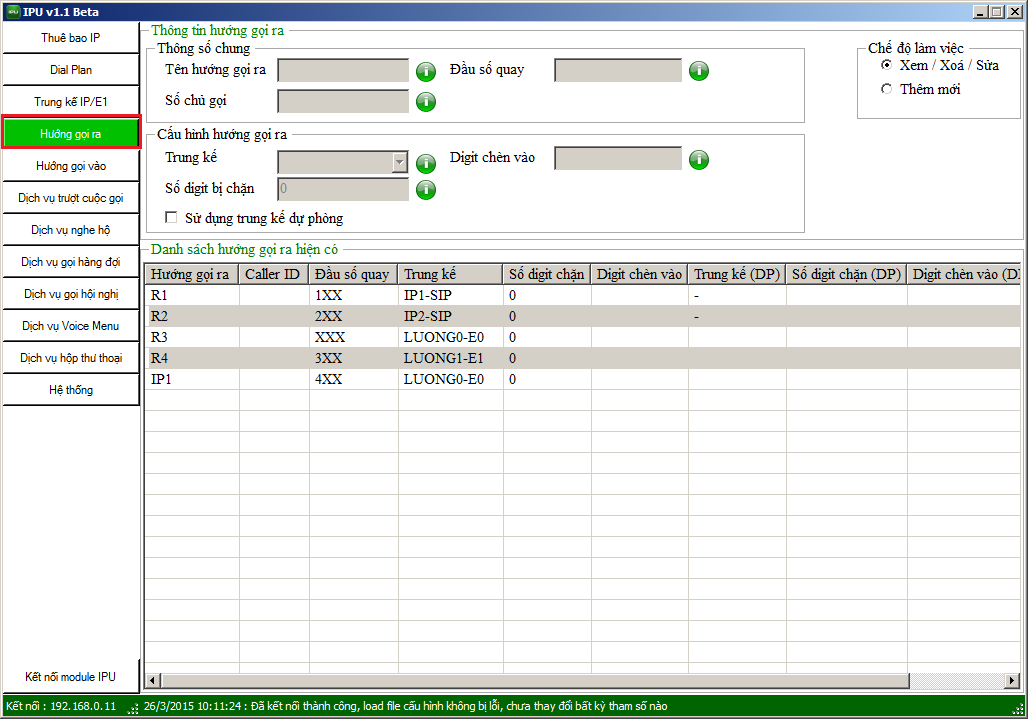 IPU v1.1 Beta
Thuê bao IP
Dial Plan
Trung kế IP/E1
Hướng gọi ra
Hướng gọi vào
Dịch vụ trượt cuộc gọi
Dịch vụ nghe hộ
Dịch vụ gọi hàng đợi
Dịch vụ gọi hội nghị
Dịch vụ Voice Menu
Dịch vụ hộp thư thoại
Hệ thống
Kết nối module IPU
Thông tin hướng gọi ra
Thông số chung
Tên hướng gọi ra
Đầu số quay
Số chủ gọi
Chế độ làm việc
Xem / Xoá / Sửa
Thêm mới
Cấu hình hướng gọi ra
Trung kế
Digit chèn vào
Số digit bị chặn 0
Sử dụng trung kế dự phòng
Danh sách hướng gọi ra hiện có
Hướng gọi ra Caller ID Đầu số quay Trung kế Số digit chặn Digit chèn vào Trung kế (DP) Số digit chặn (DP) Digit chèn vào (D
R1 1XX IP1-SIP 0 -
R2 2XX IP2-SIP 0 -
R3 XXX LUONG0-E0 0
R4 3XX LUONG1-E1 0
IP1 4XX LUONG0-E0 0
Kết nối : 192.168.0.11 26/3/2015 10:11:24 : Đã kết nối thành công, load file cấu hình không bị lỗi, chưa thay đổi bất kỳ tham số nào